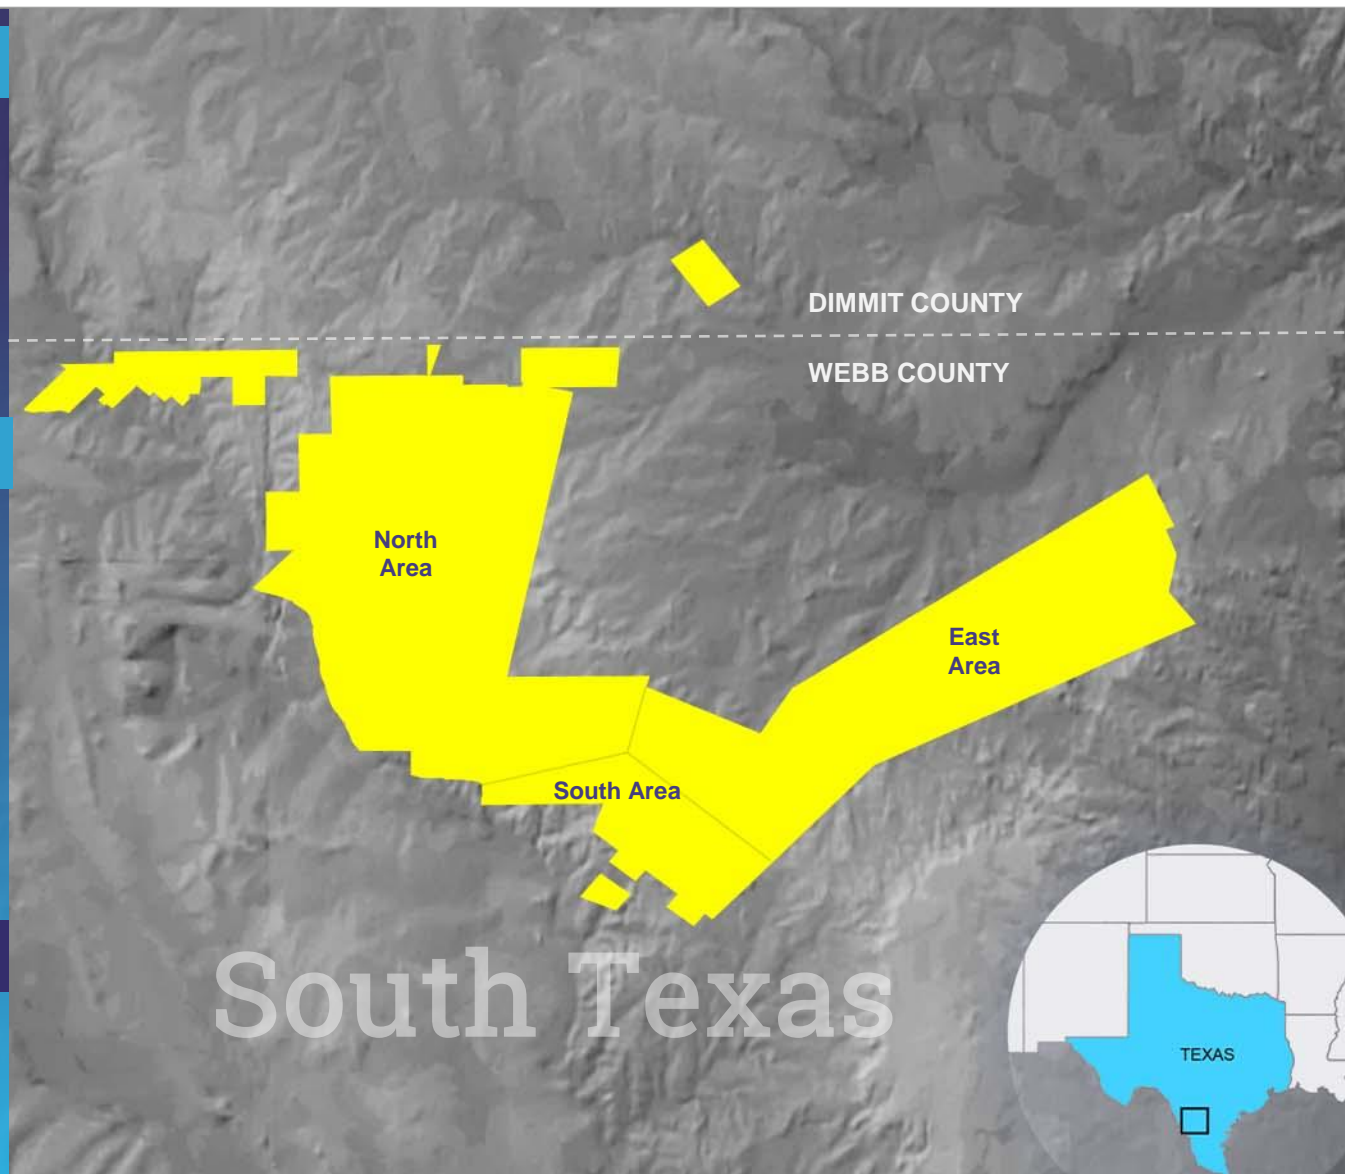 DIMMIT COUNTY
WEBB COUNTY
North
Area
East
Area
South Area
South Texas
TEXAS